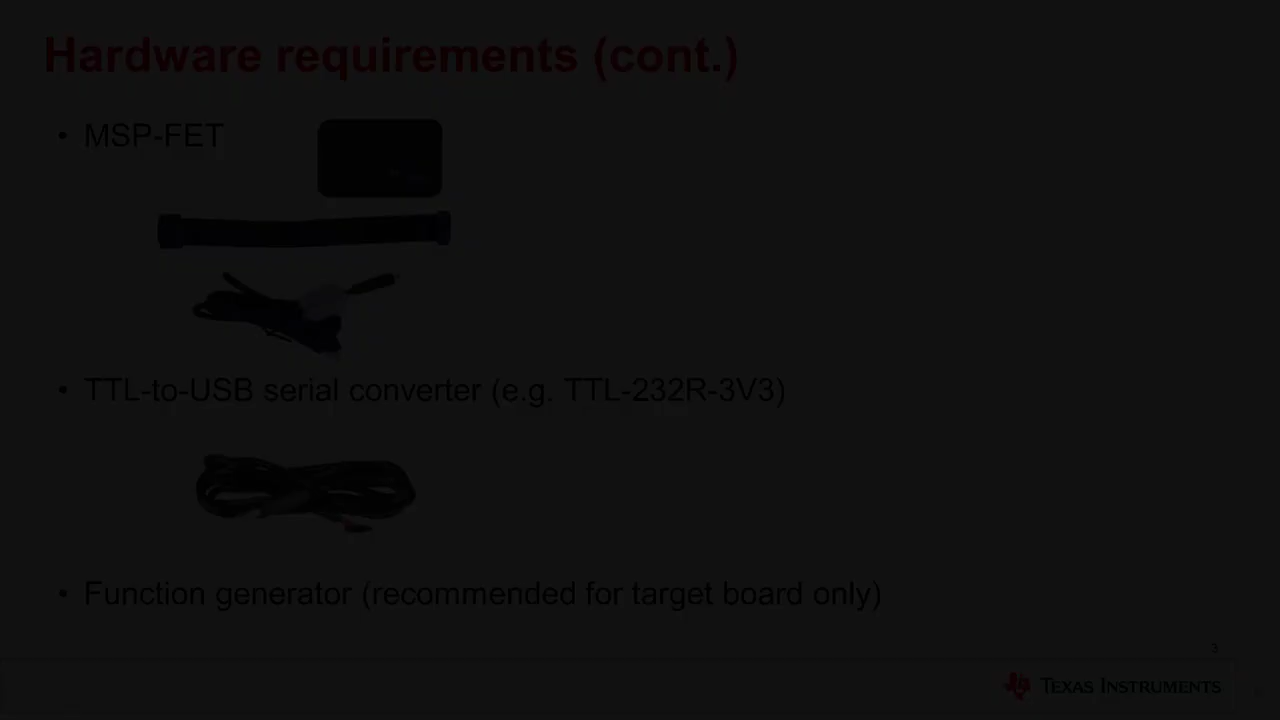 Hardware requirements (cont.)
• MSP-FET
• TTL-to-USB serial converter (e.g. TTL-232R-3V3)
• Function generator (recommended for target board only)
3
TEXAS INSTRUMENTS